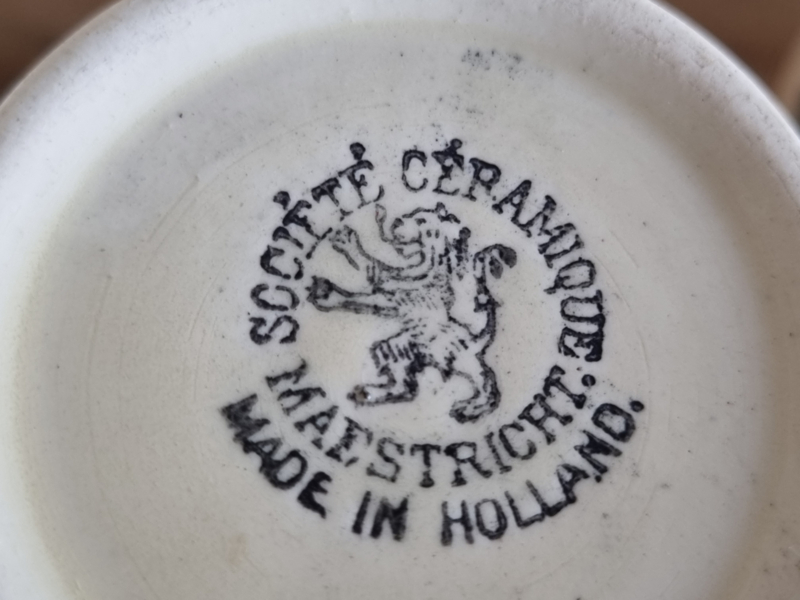 SOCIÉTÉ CÉRAMIQUE
MAESTRICHT.
MADE IN HOLLAND.